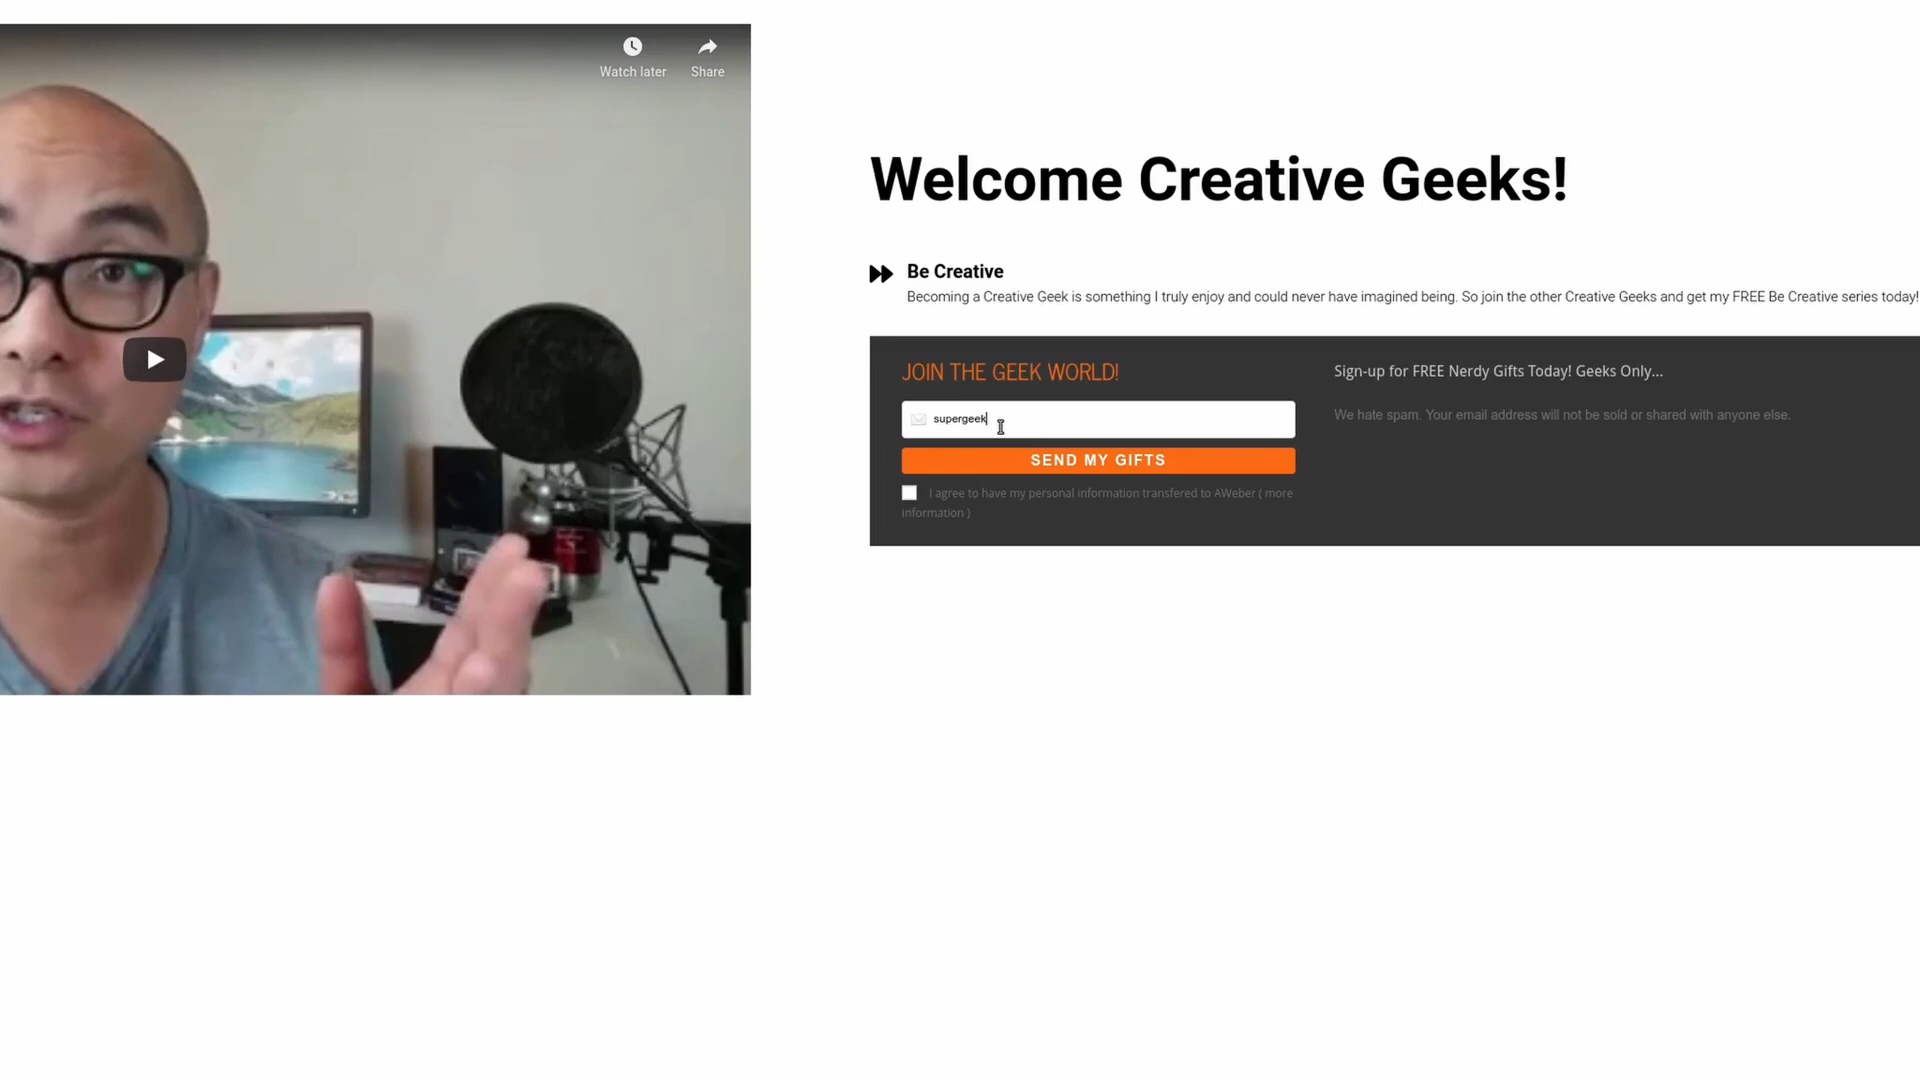 Watch later
Share
Welcome Creative Geeks!
Be Creative
Becoming a Creative Geek is something I truly enjoy and could never have imagined being. So join the other Creative Geeks and get my FREE Be Creative series today!
JOIN THE GEEK WORLD!
supergeek
SEND MY GIFTS
I agree to have my personal information transfered to AWeber ( more
information )
Sign-up for FREE Nerdy Gifts Today! Geeks Only...
We hate spam. Your email address will not be sold or shared with anyone else.